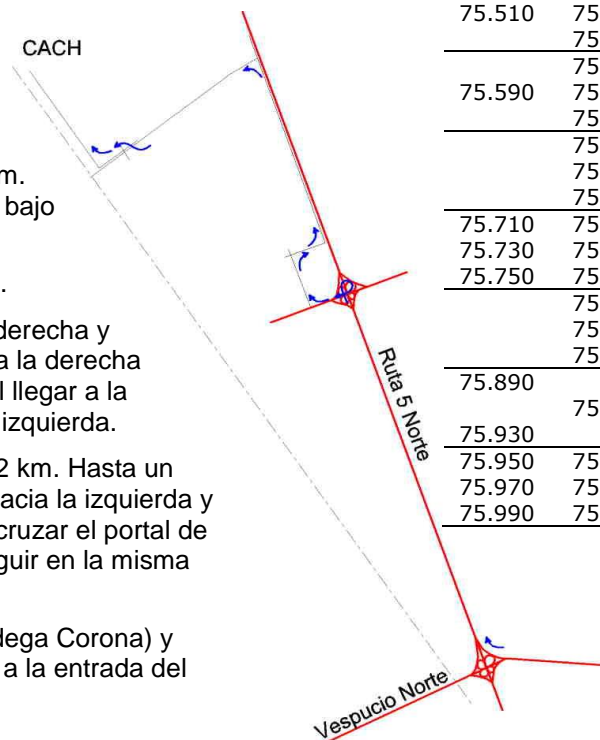 CACH
m.
bajo
.
derecha y
a la derecha
l llegar a la
izquierda.
2 km. Hasta un
acia la izquierda y
cruzar el portal de
guir en la misma
dega Corona) y
a la entrada del
Ruta 5 Norte
Vespucio Norte
75.510 75
75
75
75.590 75
75
75
75
75
75.710 75
75.730 75
75.750 75
75
75
75
75.890
75
75.930
75.950 75
75.970 75
75.990 75